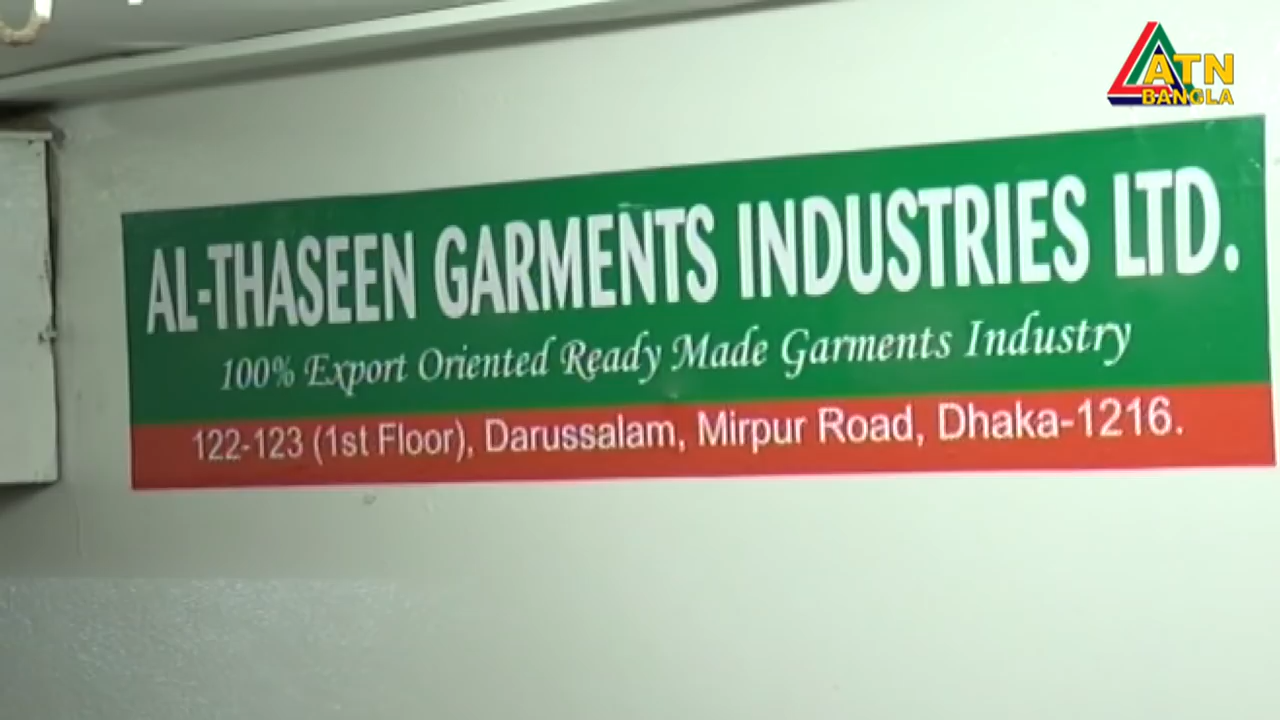 ATN
BANGLA
AL-THASEEN GARMENTS INDUSTRIES LTD.
100% Export Oriented Ready Made Garments Industry
122-123 (1st Floor), Darussalam, Mirpur Road, Dhaka-1216.